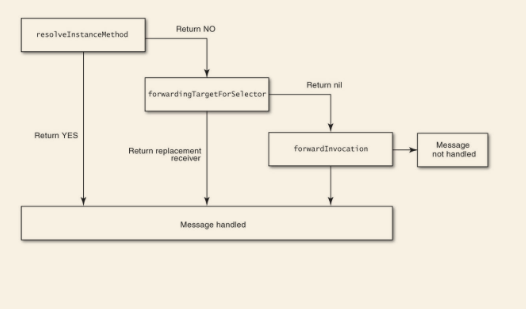 resolveInstanceMethod
Return NO
forwardingTargetForSelector
Return nil
Return YES
Return replacement
receiver
forwardInvocation
Message
not handled
Message handled